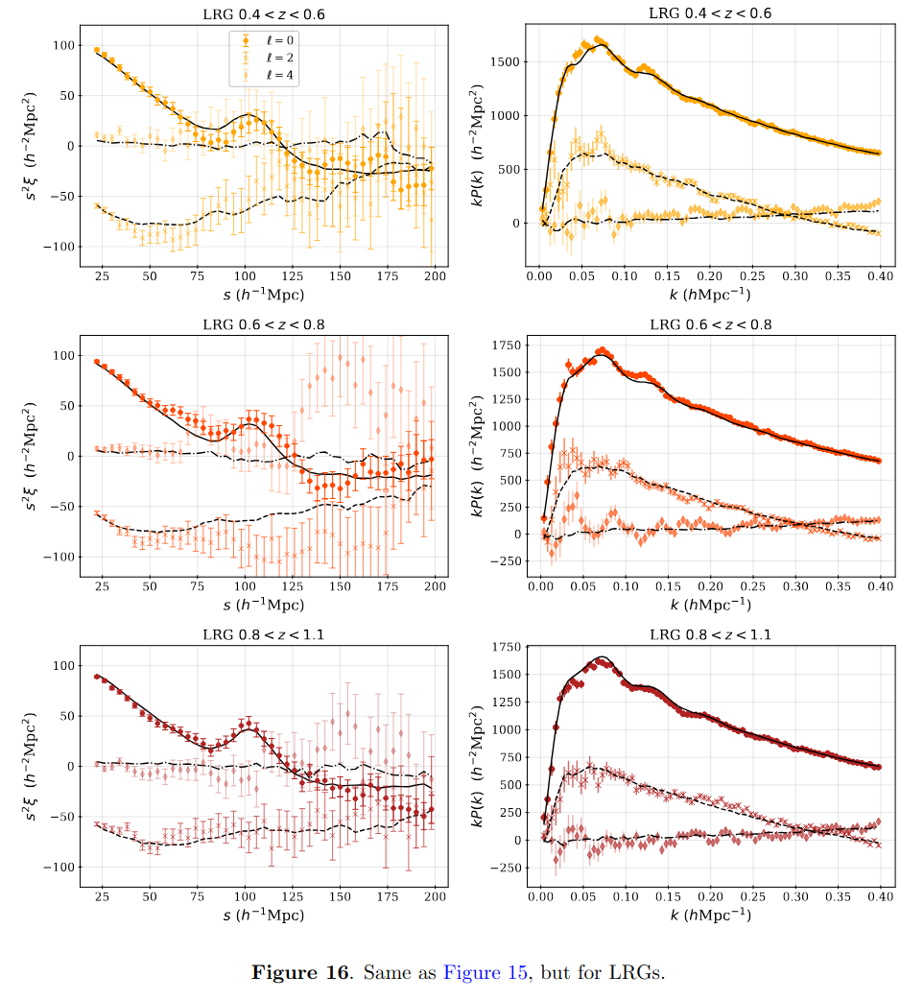 LRG 0.4 < z < 0.6
100
50
0
−50
−100
s²ξ (h⁻²Mpc²)
ℓ = 0
ℓ = 2
ℓ = 4
25 50 75 100 125 150 175 200
s (h⁻¹Mpc)
LRG 0.4 < z < 0.6
1500
1000
500
0
kP(k) (h⁻²Mpc²)
0.00 0.05 0.10 0.15 0.20 0.25 0.30 0.35 0.40
k (hMpc⁻¹)
LRG 0.6 < z < 0.8
100
50
0
−50
−100
s²ξ (h⁻²Mpc²)
25 50 75 100 125 150 175 200
s (h⁻¹Mpc)
LRG 0.6 < z < 0.8
1750
1500
1250
1000
750
500
250
0
−250
kP(k) (h⁻²Mpc²)
0.00 0.05 0.10 0.15 0.20 0.25 0.30 0.35 0.40
k (hMpc⁻¹)
LRG 0.8 < z < 1.1
100
50
0
−50
−100
s²ξ (h⁻²Mpc²)
25 50 75 100 125 150 175 200
s (h⁻¹Mpc)
LRG 0.8 < z < 1.1
1750
1500
1250
1000
750
500
250
0
−250
kP(k) (h⁻²Mpc²)
0.00 0.05 0.10 0.15 0.20 0.25 0.30 0.35 0.40
k (hMpc⁻¹)
Figure 16. Same as Figure 15, but for LRGs.